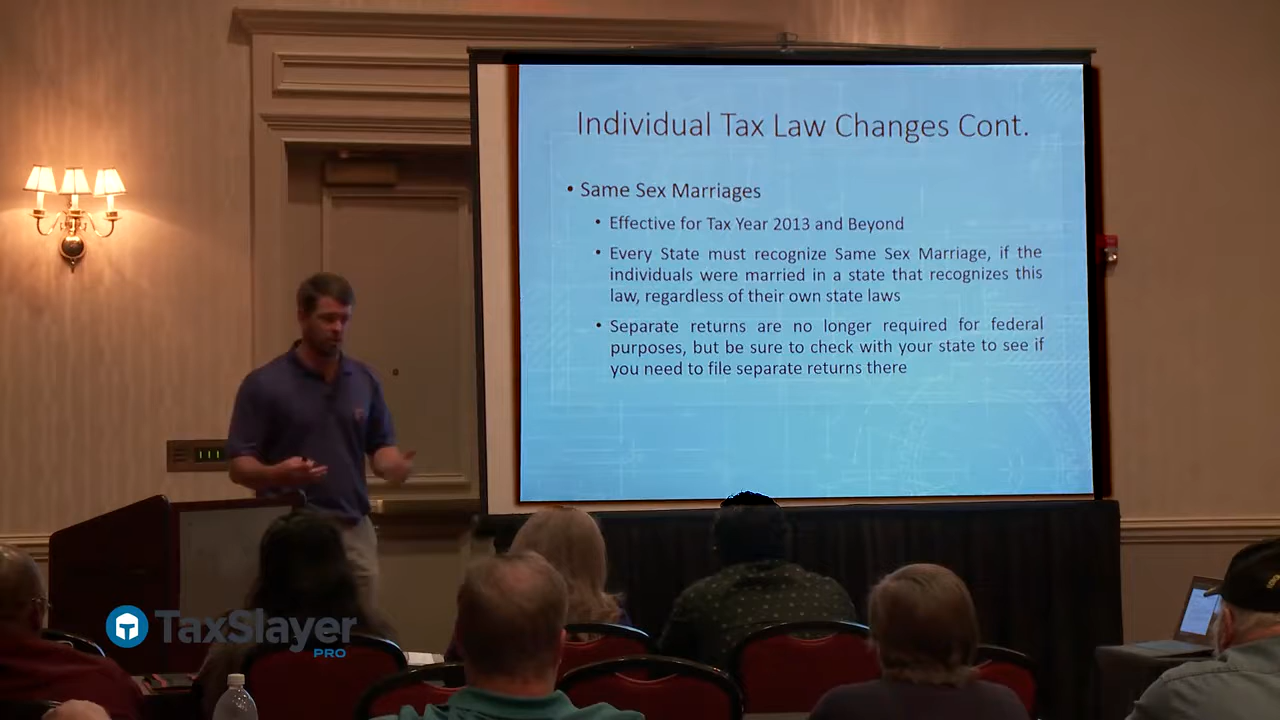 Individual Tax Law Changes Cont.
• Same Sex Marriages
• Effective for Tax Year 2013 and Beyond
• Every State must recognize Same Sex Marriage, if the
individuals were married in a state that recognizes this
law, regardless of their own state laws
• Separate returns are no longer required for federal
purposes, but be sure to check with your state to see if
you need to file separate returns there
TaxSlayer
PRO